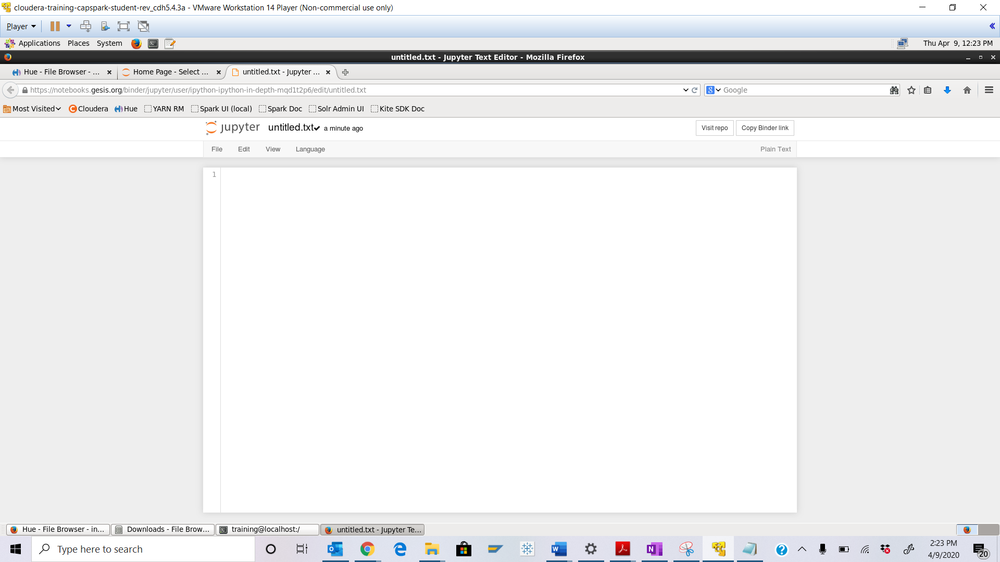 cloudera-training-capspark-student-rev_cdh5.4.3a - VMware Workstation 14 Player (Non-commercial use only)
Player
Applications Places System Thu Apr 9, 12:23 PM
untitled.txt - Jupyter Text Editor - Mozilla Firefox
Hue - File Browser - ... Home Page - Select ... untitled.txt - Jupyter ...
https://notebooks.gesis.org/binder/jupyter/user/ipython-ipython-in-depth-mqd1t2p6/edit/untitled.txt Google
Most Visited Cloudera Hue YARN RM Spark UI (local) Spark Doc Solr Admin UI Kite SDK Doc
jupyter untitled.txt a minute ago Visit repo Copy Binder link
File Edit View Language Plain Text
1
Hue - File Browser - in... Downloads - File Brow... training@localhost:/ untitled.txt - Jupyter Te...
Type here to search 2:23 PM
4/9/2020 20